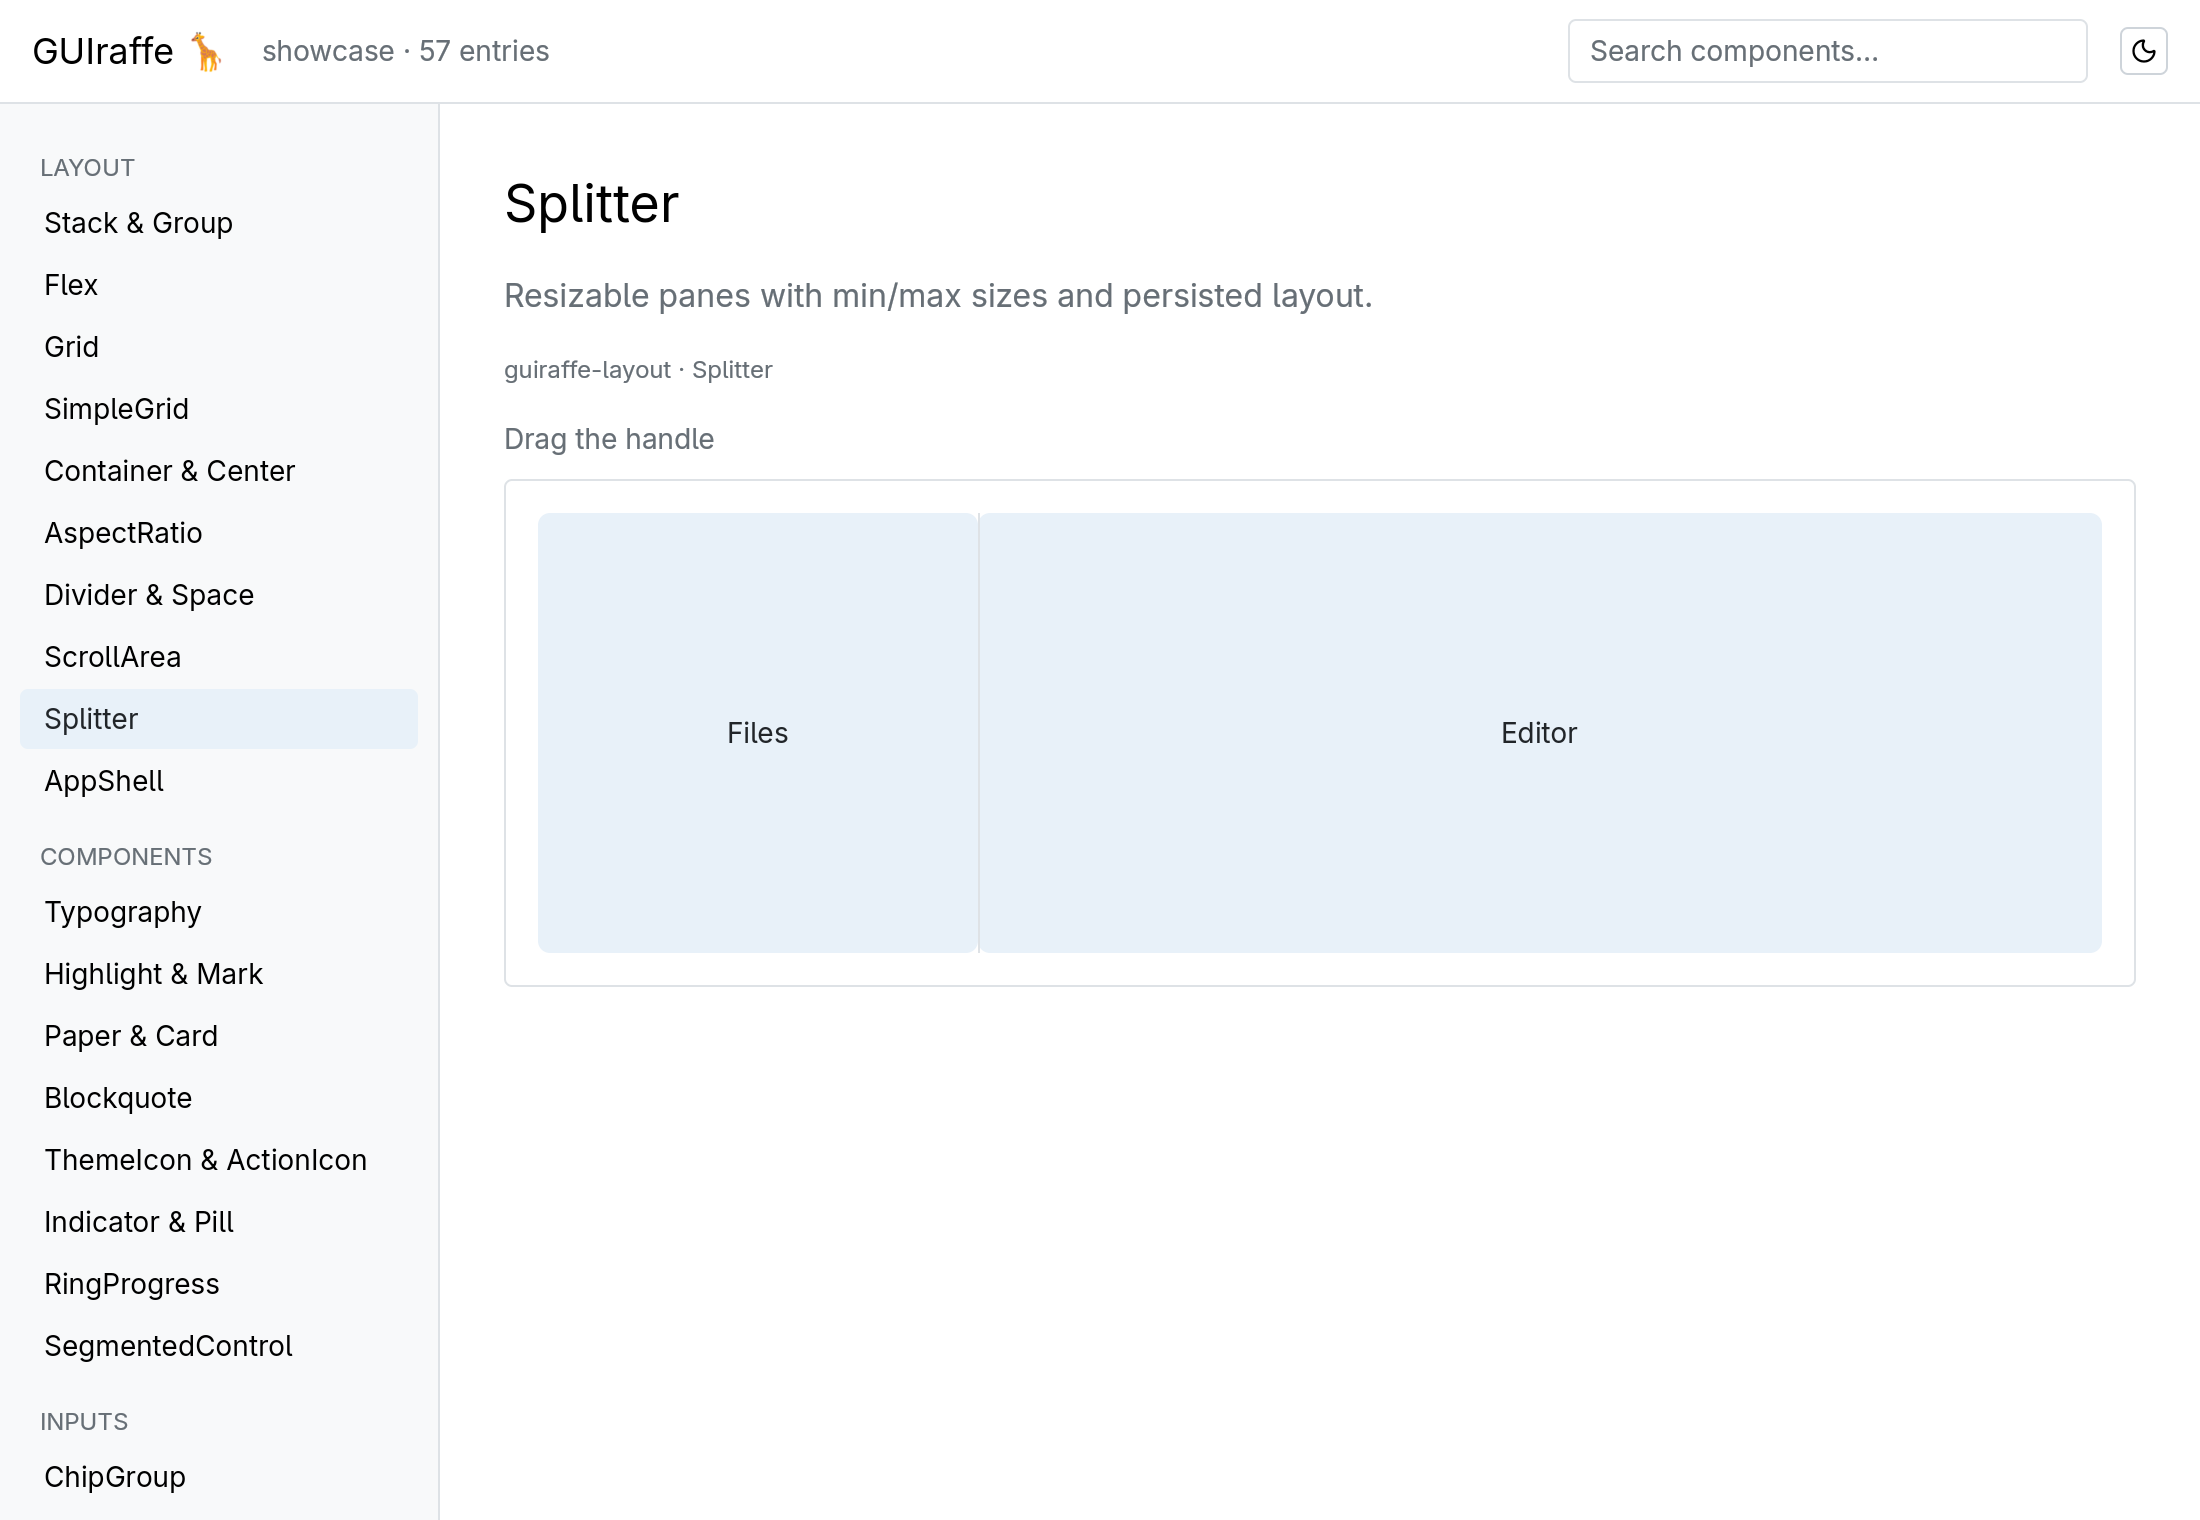 GUIraffe 🦒 showcase · 57 entries Search components...
LAYOUT
Stack & Group
Flex
Grid
SimpleGrid
Container & Center
AspectRatio
Divider & Space
ScrollArea
Splitter
AppShell
COMPONENTS
Typography
Highlight & Mark
Paper & Card
Blockquote
ThemeIcon & ActionIcon
Indicator & Pill
RingProgress
SegmentedControl
INPUTS
ChipGroup
Splitter
Resizable panes with min/max sizes and persisted layout.
guiraffe-layout · Splitter
Drag the handle
Files
Editor